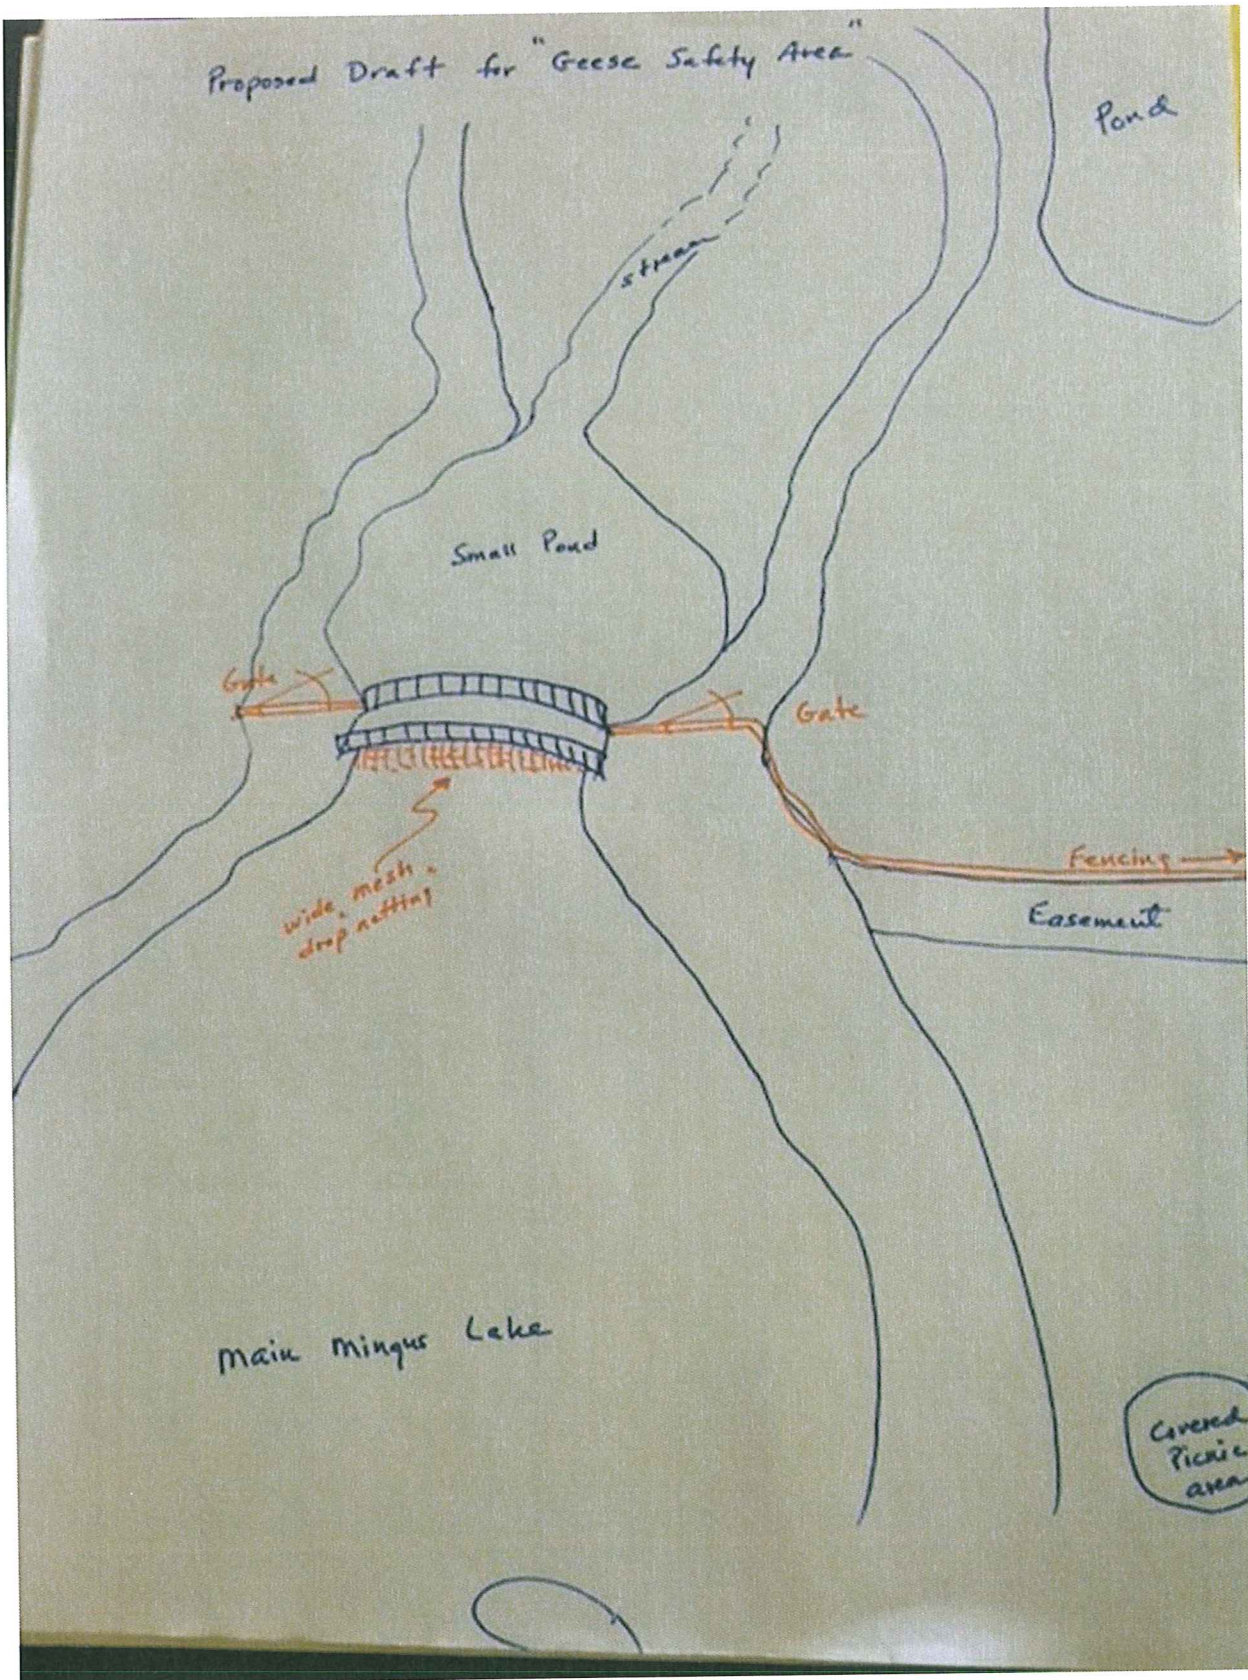 Proposed Draft for "Geese Safety Area"
Pond
stream
Small Pond
Gate
Gate
Fencing
Easement
wide mesh
drop netting
Main Mingus Lake
Covered
Picnic
area